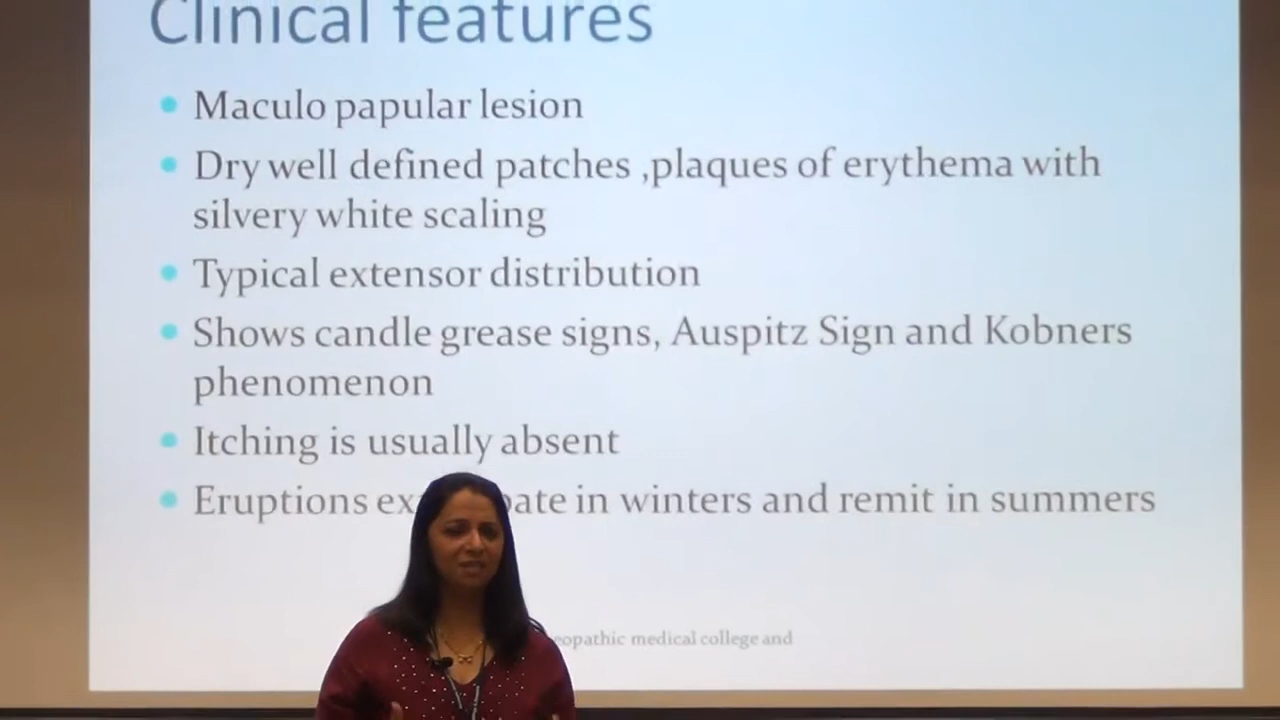 Clinical features
Maculo papular lesion
Dry well defined patches ,plaques of erythema with
silvery white scaling
Typical extensor distribution
Shows candle grease signs, Auspitz Sign and Kobners
phenomenon
Itching is usually absent
Eruptions in winters and remit in summers
medical college and